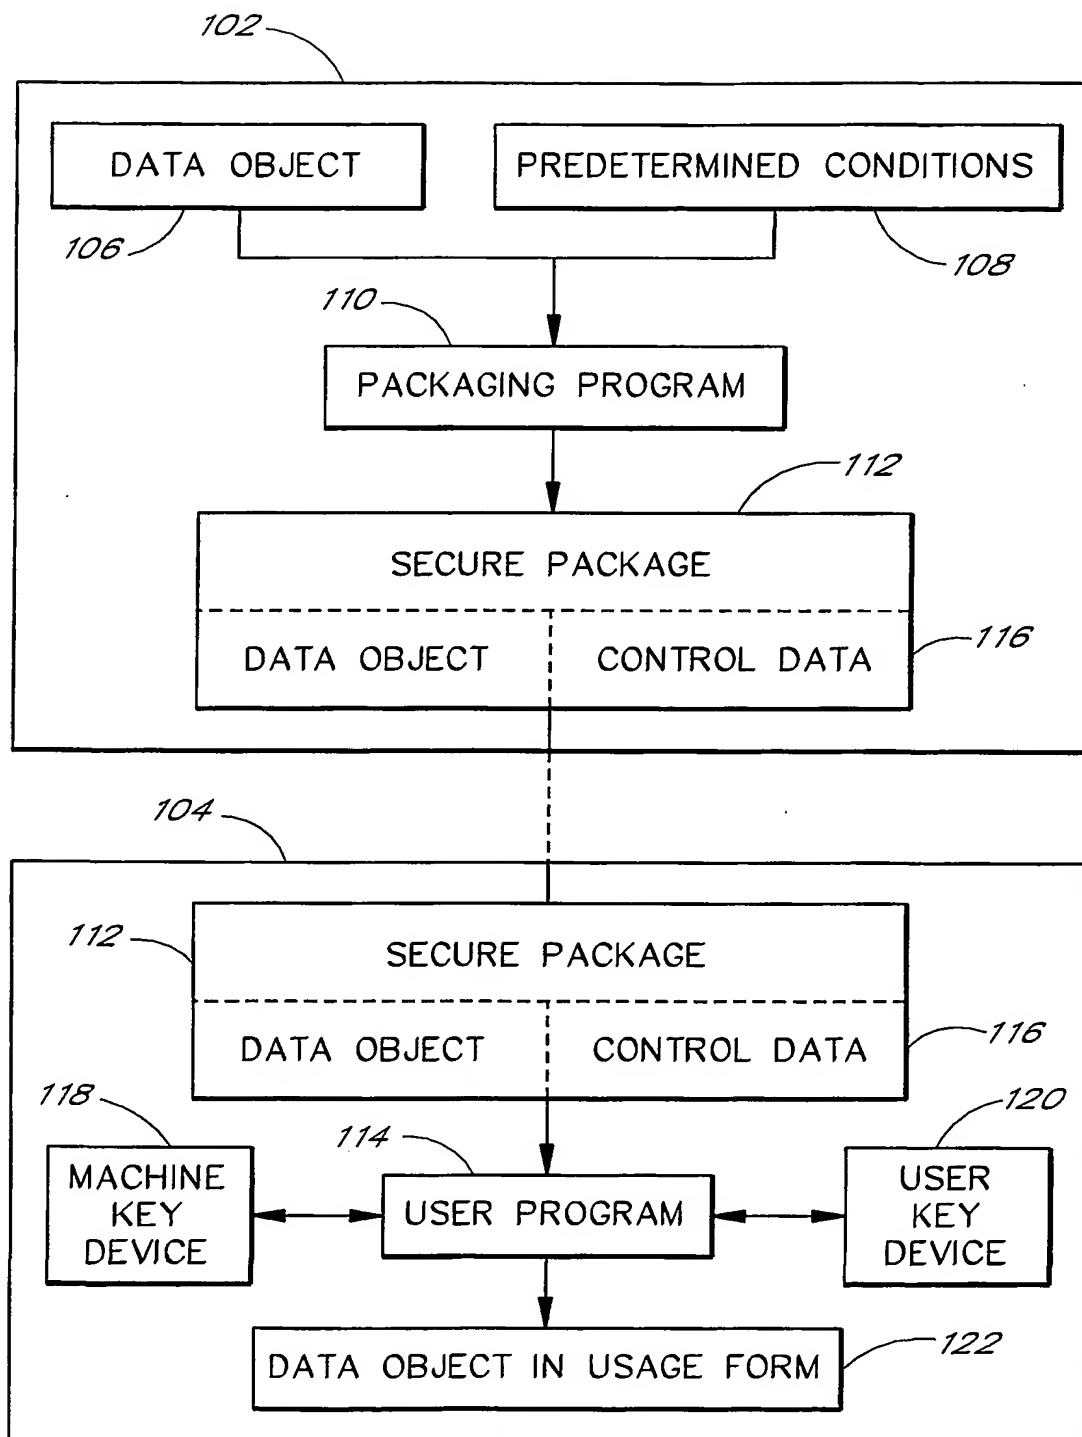 102
DATA OBJECT
PREDETERMINED CONDITIONS
106
108
110
PACKAGING PROGRAM
112
SECURE PACKAGE
DATA OBJECT
CONTROL DATA
116
104
112
SECURE PACKAGE
DATA OBJECT
CONTROL DATA
116
118
114
120
MACHINE
KEY
DEVICE
USER PROGRAM
USER
KEY
DEVICE
DATA OBJECT IN USAGE FORM
122